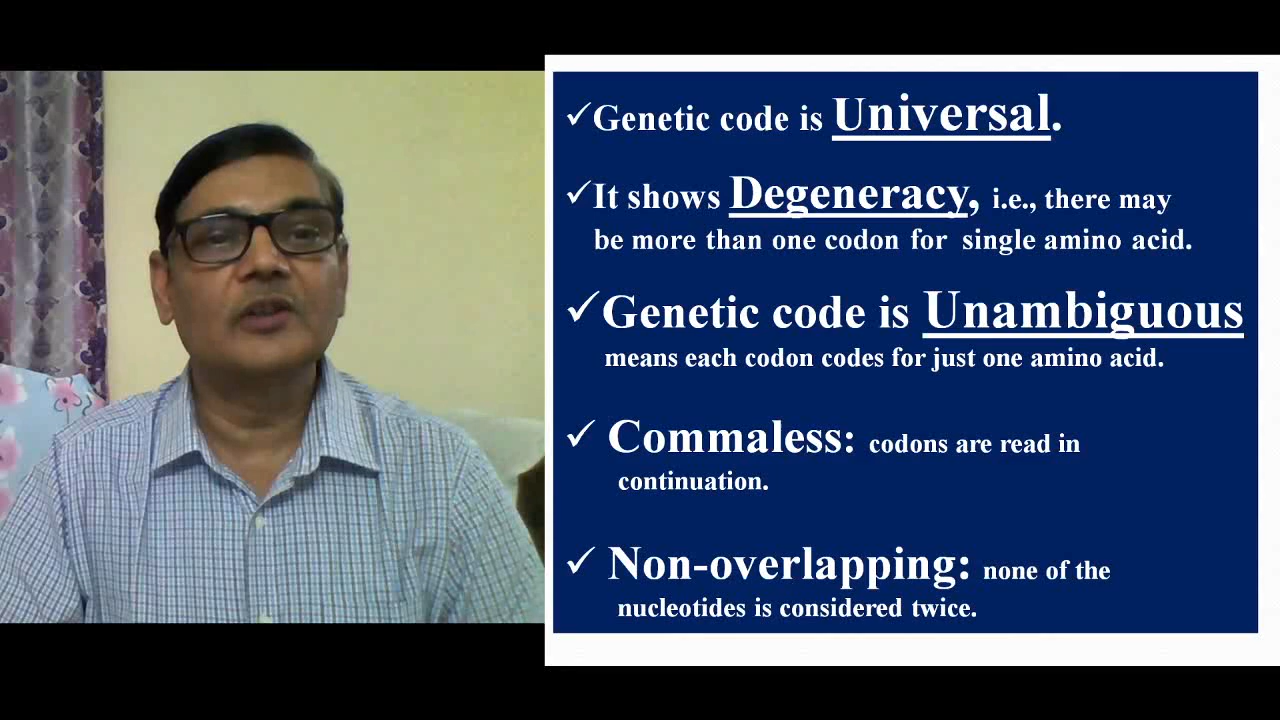 ✓Genetic code is Universal.
✓It shows Degeneracy, i.e., there may
be more than one codon for single amino acid.
✓Genetic code is Unambiguous
means each codon codes for just one amino acid.
✓ Commaless: codons are read in
continuation.
✓ Non-overlapping: none of the
nucleotides is considered twice.